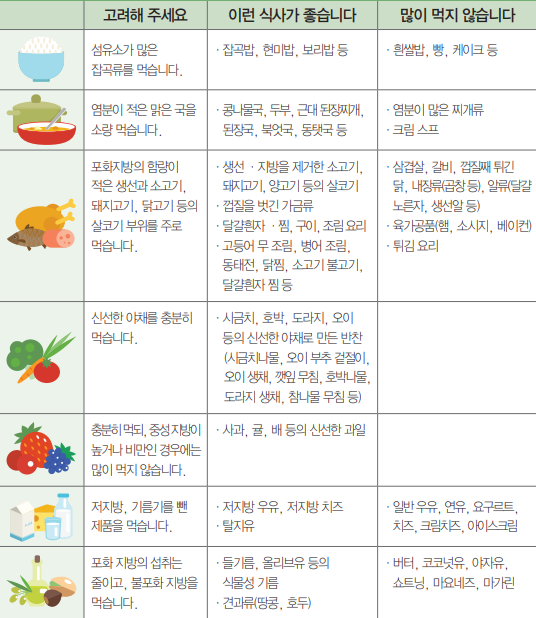 고려해 주세요
이런 식사가 좋습니다
많이 먹지 않습니다
섬유소가 많은
잡곡류를 먹습니다.
· 잡곡밥, 현미밥, 보리밥 등
· 흰쌀밥, 빵, 케이크 등
염분이 적은 맑은 국을
소량 먹습니다.
· 콩나물국, 두부, 근대 된장찌개,
된장국, 북엇국, 동탯국 등
· 염분이 많은 찌개류
· 크림 스프
포화지방의 함량이
적은 생선과 소고기,
돼지고기, 닭고기 등의
살코기 부위를 주로
먹습니다.
· 생선 · 지방을 제거한 소고기,
돼지고기, 양고기 등의 살코기
· 껍질을 벗긴 가금류
· 달걀흰자 · 찜, 구이, 조림 요리
· 고등어 무 조림, 병어 조림,
동태전, 닭찜, 소고기 불고기,
달걀흰자 찜 등
· 삼겹살, 갈비, 껍질째 튀긴
닭, 내장류(곱창 등), 알류(달걀
노른자, 생선알 등)
· 육가공품(햄, 소시지, 베이컨)
· 튀김 요리
신선한 야채를 충분히
먹습니다.
· 시금치, 호박, 도라지, 오이
등의 신선한 야채로 만든 반찬
(시금치나물, 오이 부추 겉절이,
오이 생채, 깻잎 무침, 호박나물,
도라지 생채, 참나물 무침 등)
충분히 먹되, 중성 지방이
높거나 비만인 경우에는
많이 먹지 않습니다.
· 사과, 귤, 배 등의 신선한 과일
저지방, 기름기를 뺀
제품을 먹습니다.
· 저지방 우유, 저지방 치즈
· 탈지유
· 일반 우유, 연유, 요구르트,
치즈, 크림치즈, 아이스크림
포화 지방의 섭취는
줄이고, 불포화 지방을
먹습니다.
· 들기름, 올리브유 등의
식물성 기름
· 견과류(땅콩, 호두)
· 버터, 코코넛유, 야자유,
쇼트닝, 마요네즈, 마가린